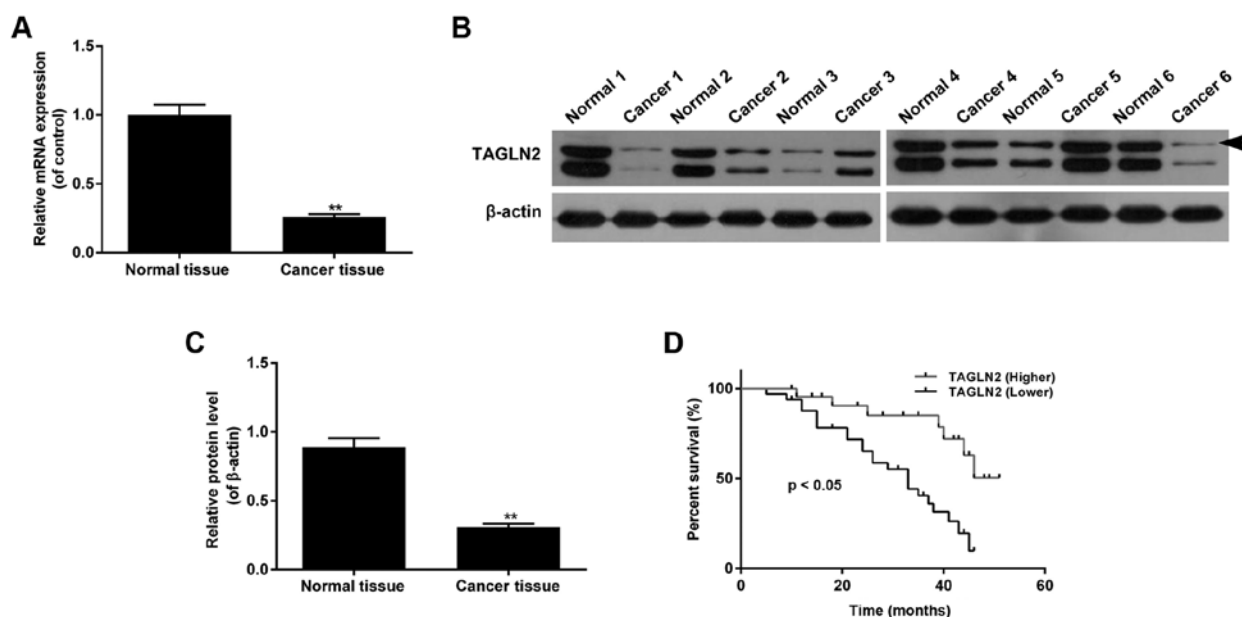 A
Relative mRNA expression
(of control)
1.5
1.0
0.5
0.0
**
Normal tissue
Cancer tissue
B
Normal 1
Cancer 1
Normal 2
Cancer 2
Normal 3
Cancer 3
Normal 4
Cancer 4
Normal 5
Cancer 5
Normal 6
Cancer 6
TAGLN2
β-actin
C
Relative protein level
(of β-actin)
1.5
1.0
0.5
0.0
**
Normal tissue
Cancer tissue
D
TAGLN2 (Higher)
TAGLN2 (Lower)
Percent survival (%)
100
50
0
p < 0.05
0
20
40
60
Time (months)